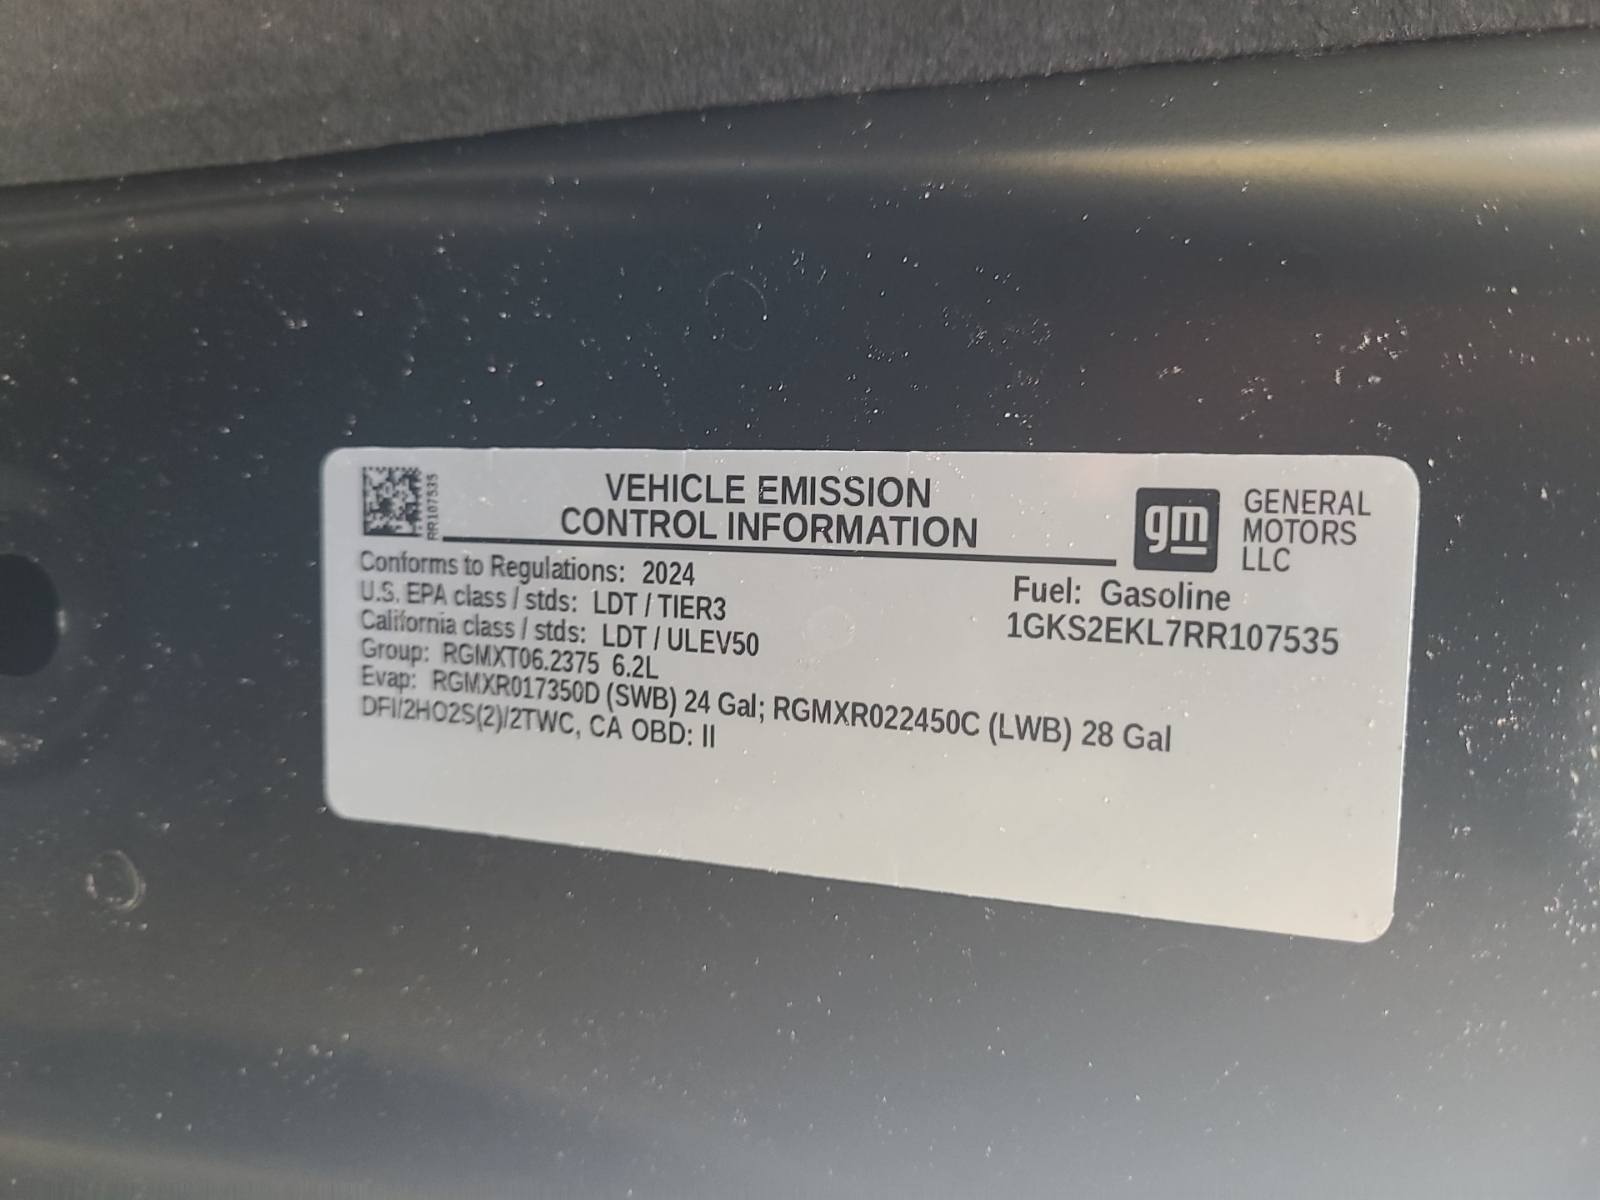 RR107535
VEHICLE EMISSION
CONTROL INFORMATION
gm
GENERAL
MOTORS
LLC
Conforms to Regulations: 2024
U.S. EPA class / stds: LDT / TIER3
California class / stds: LDT / ULEV50
Group: RGMXT06.2375 6.2L
Evap: RGMXR017350D (SWB) 24 Gal; RGMXR022450C (LWB) 28 Gal
DFI/2HO2S(2)/2TWC, CA OBD: II
Fuel: Gasoline
1GKS2EKL7RR107535